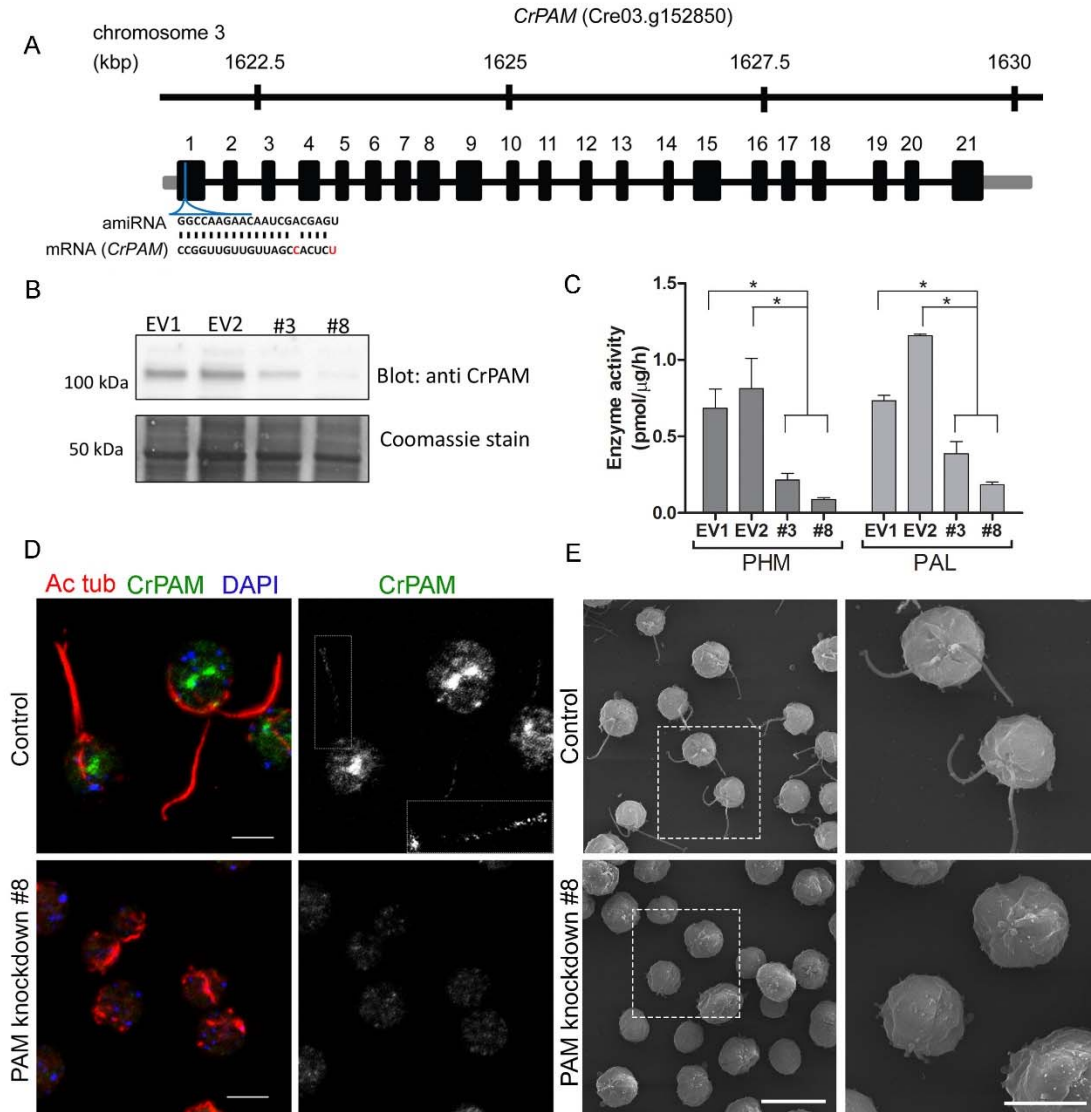 CrPAM (Cre03.g152850)
A
chromosome 3
(kbp)
1622.5 1625 1627.5 1630
1 2 3 4 5 6 7 8 9 10 11 12 13 14 15 16 17 18 19 20 21
amiRNA GGCCAAGAACAAUCGACGAGU
mRNA (CrPAM) CCGGUUGUUGUUAGCCACUCU
B
EV1 EV2 #3 #8
100 kDa
Blot: anti CrPAM
50 kDa
Coomassie stain
C
Enzyme activity
(pmol/µg/h)
1.5
1.0
0.5
0.0
* * * *
EV1 EV2 #3 #8 EV1 EV2 #3 #8
PHM PAL
D
Ac tub CrPAM DAPI CrPAM
Control
PAM knockdown #8
E
Control
PAM knockdown #8